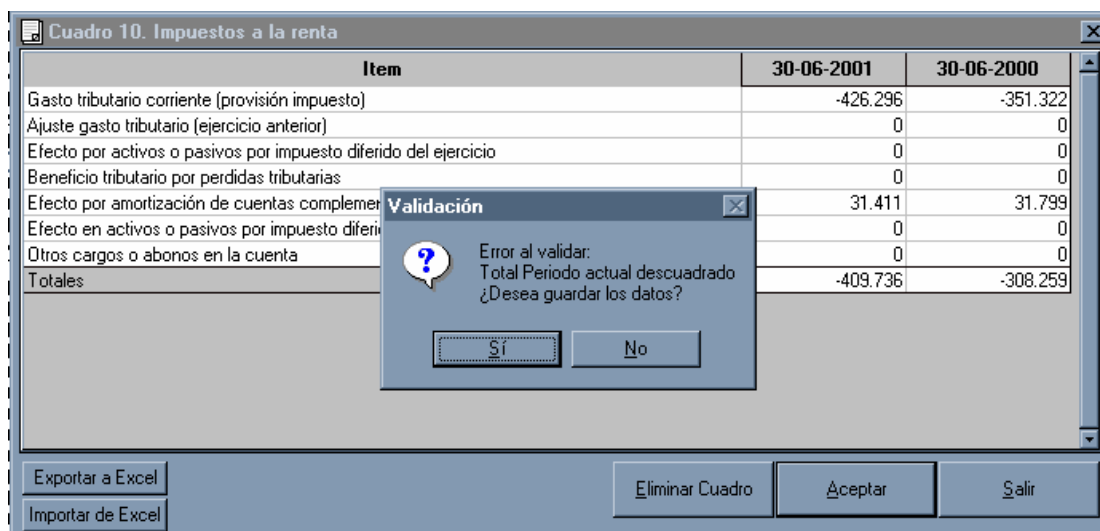 Cuadro 10. Impuestos a la renta
Item 30-06-2001 30-06-2000
Gasto tributario corriente (provisión impuesto) -426.296 -351.322
Ajuste gasto tributario (ejercicio anterior) 0 0
Efecto por activos o pasivos por impuesto diferido del ejercicio 0 0
Beneficio tributario por perdidas tributarias 0 0
Efecto por amortización de cuentas 31.411 31.799
Efecto en activos o pasivos por impuesto 0 0
Otros cargos o abonos en la cuenta 0 0
Totales -409.736 -308.259
Validación
Error al validar:
Total Periodo actual descuadrado
¿Desea guardar los datos?
Sí No
Exportar a Excel
Importar de Excel
Eliminar Cuadro Aceptar Salir